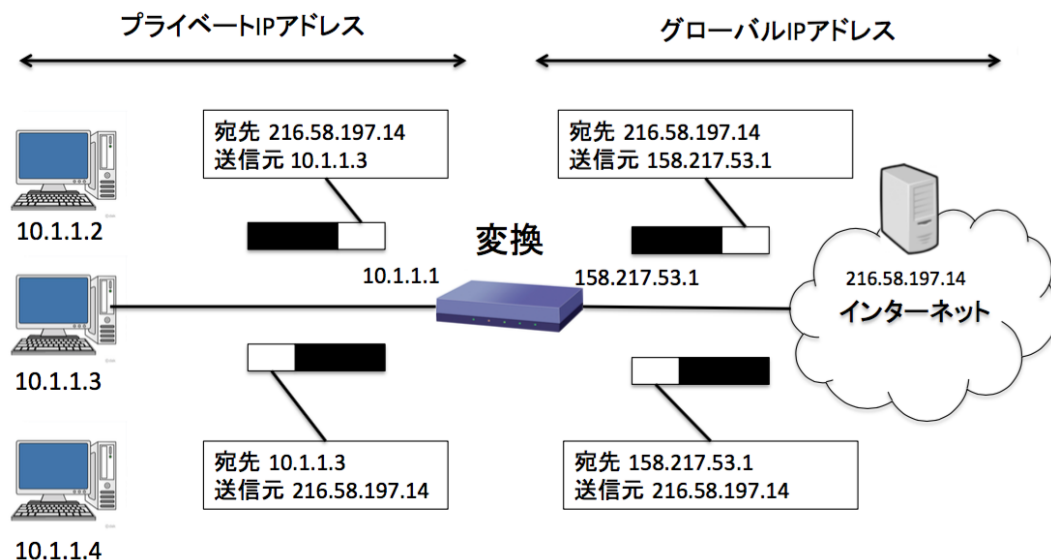 プライベートIPアドレス
グローバルIPアドレス
宛先 216.58.197.14
送信元 10.1.1.3
宛先 216.58.197.14
送信元 158.217.53.1
10.1.1.2
変換
10.1.1.1
158.217.53.1
216.58.197.14
インターネット
10.1.1.3
宛先 10.1.1.3
送信元 216.58.197.14
宛先 158.217.53.1
送信元 216.58.197.14
10.1.1.4